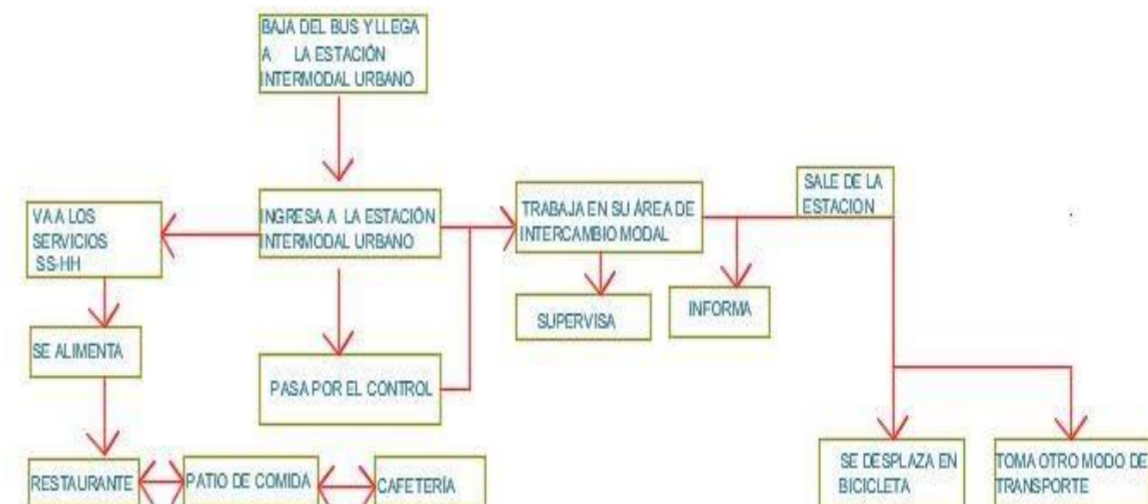 BAJA DEL BUS Y LLEGA
A LA ESTACIÓN
INTERMODAL URBANO
SALE DE LA
ESTACION
VA A LOS
SERVICIOS
SS-HH
INGRESA A LA ESTACIÓN
INTERMODAL URBANO
TRABAJA EN SU ÁREA DE
INTERCAMBIO MODAL
SUPERVISA
INFORMA
SE ALIMENTA
PASA POR EL CONTROL
RESTAURANTE
PATIO DE COMIDA
CAFETERÍA
SE DESPLAZA EN
BICICLETA
TOMA OTRO MODO DE
TRANSPORTE